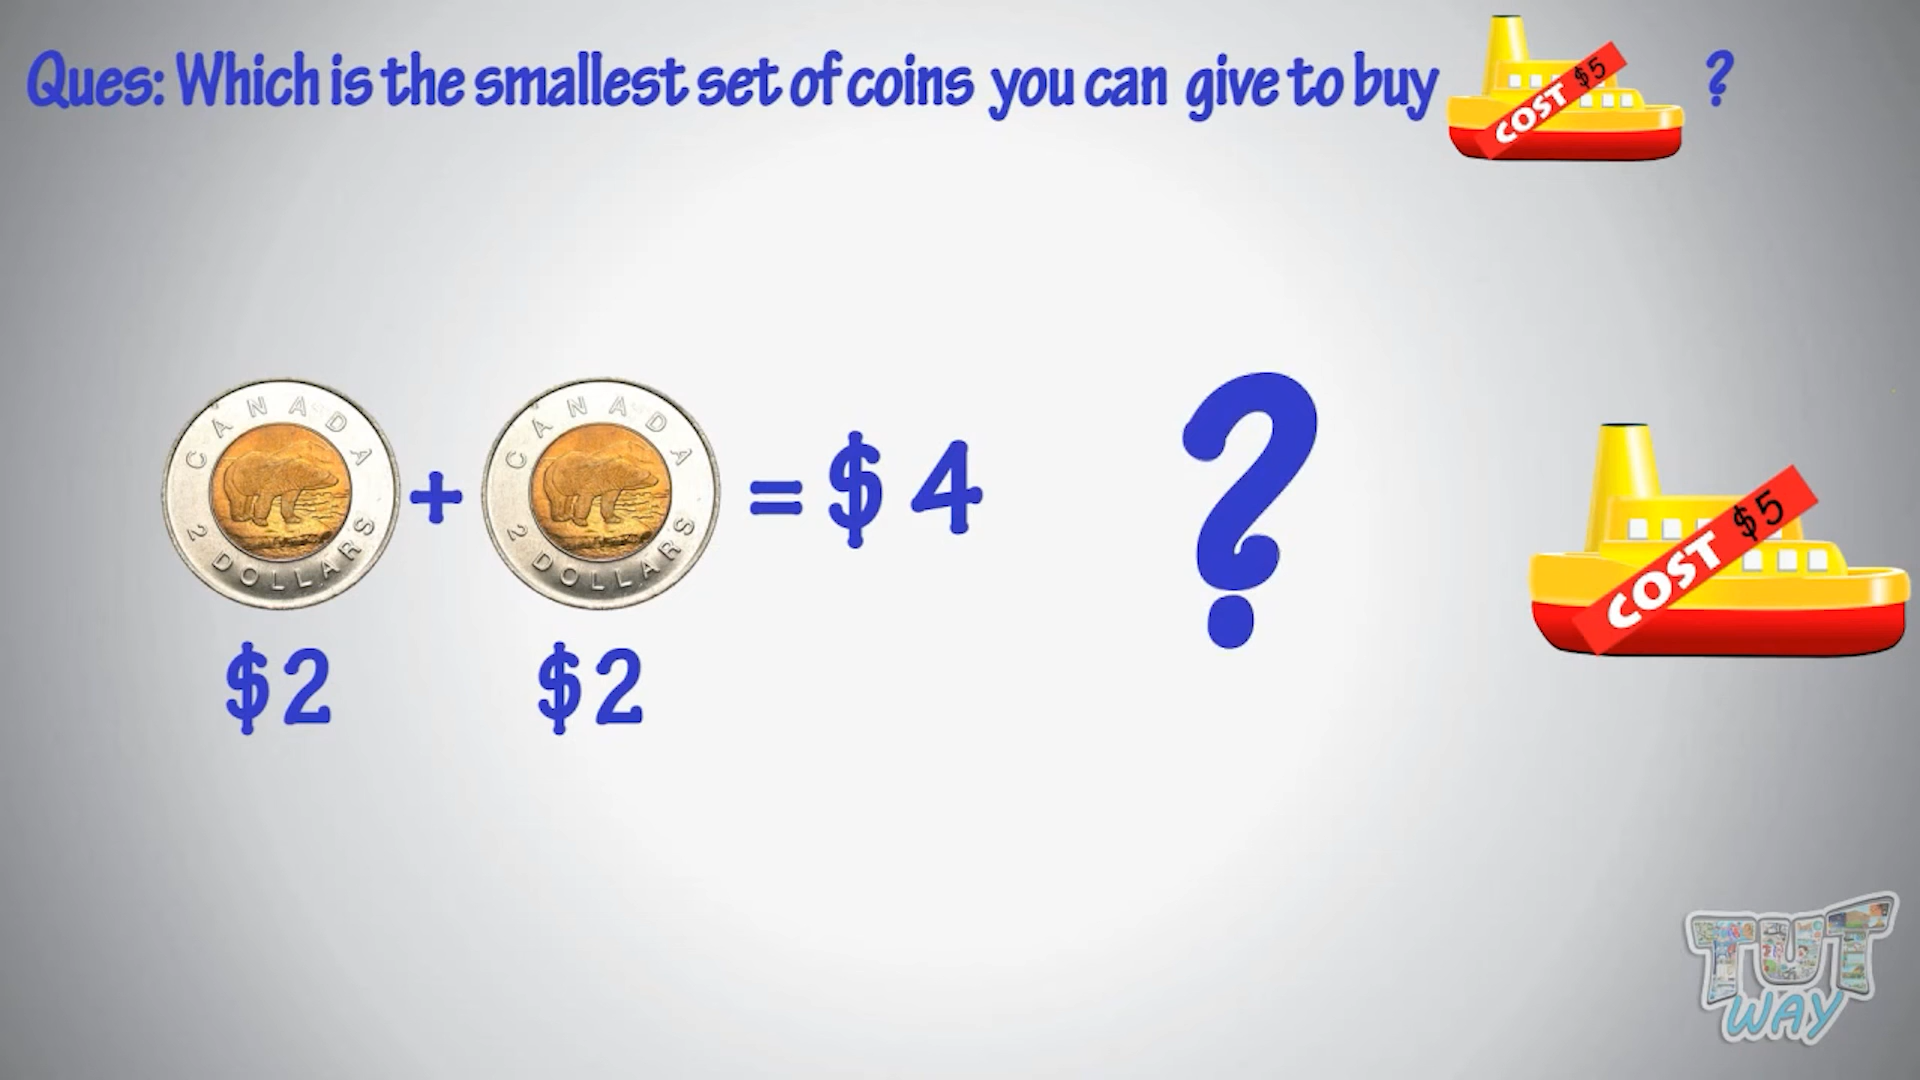 Ques: Which is the smallest set of coins you can give to buy ?
COST $5
CANADA
2 DOLLARS
+
CANADA
2 DOLLARS
= $ 4
?
COST $5
$2
$2
TUT
WAY